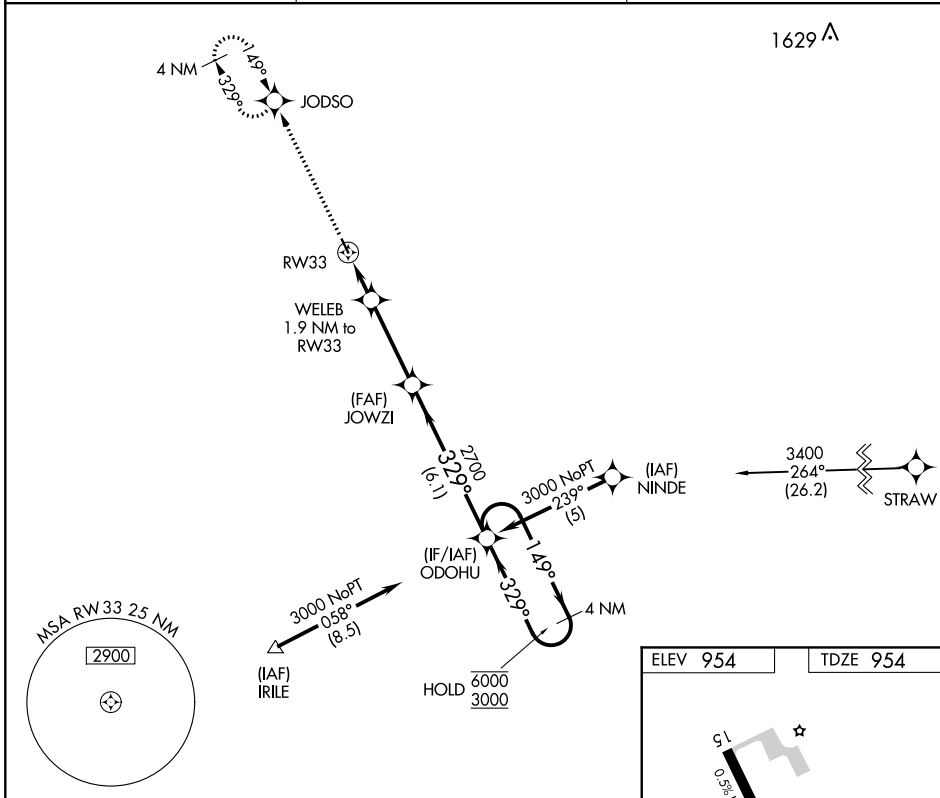 1629
4 NM
149°
329°
JODSO
RW33
WELEB
1.9 NM to
RW33
(FAF)
JOWZI
2700
329°
(6.1)
3000 NoPT
239°
(5)
(IAF)
NINDE
3400
264°
(26.2)
STRAW
(IF/IAF)
ODOHU
149°
329°
4 NM
3000 NoPT
058°
(8.5)
(IAF)
IRILE
HOLD 6000
3000
MSA RW 33 25 NM
2900
ELEV 954
TDZE 954
15
0.5%